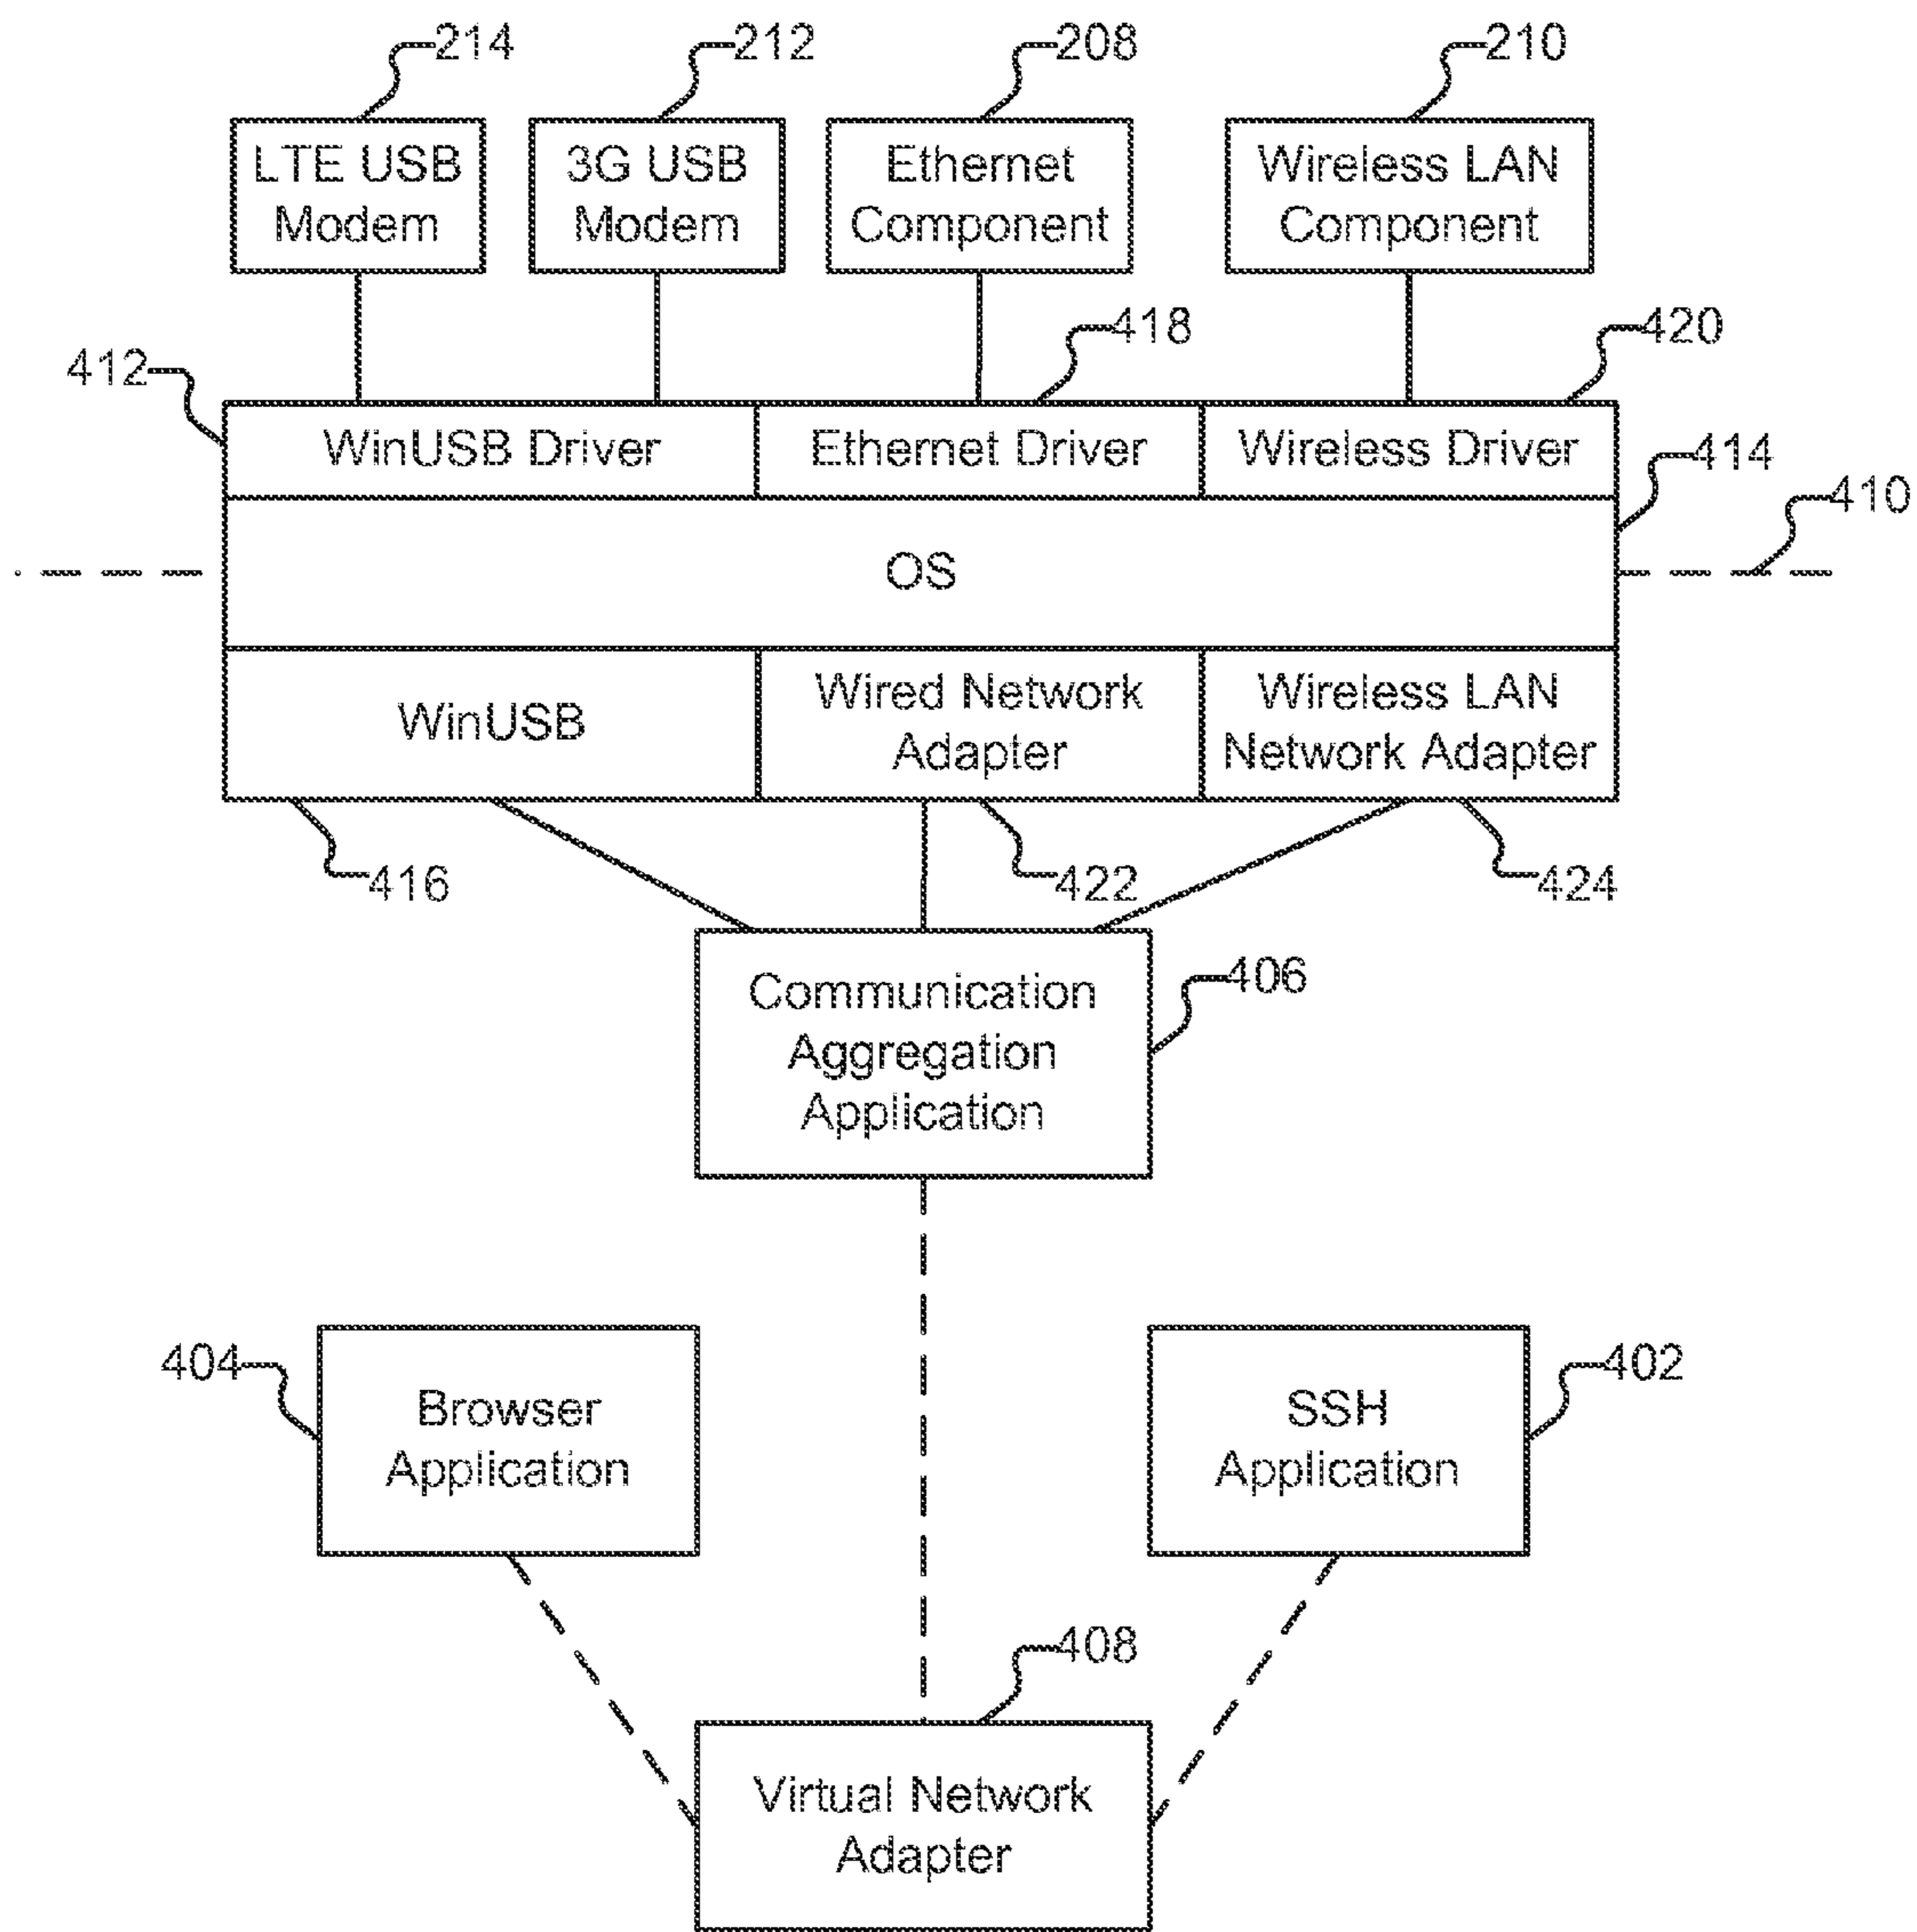 214
212
208
210
LTE USB
Modem
3G USB
Modem
Ethernet
Component
Wireless LAN
Component
418
420
412
WinUSB Driver
Ethernet Driver
Wireless Driver
414
410
OS
WinUSB
Wired Network
Adapter
Wireless LAN
Network Adapter
416
422
424
Communication
Aggregation
Application
406
404
Browser
Application
SSH
Application
402
408
Virtual Network
Adapter